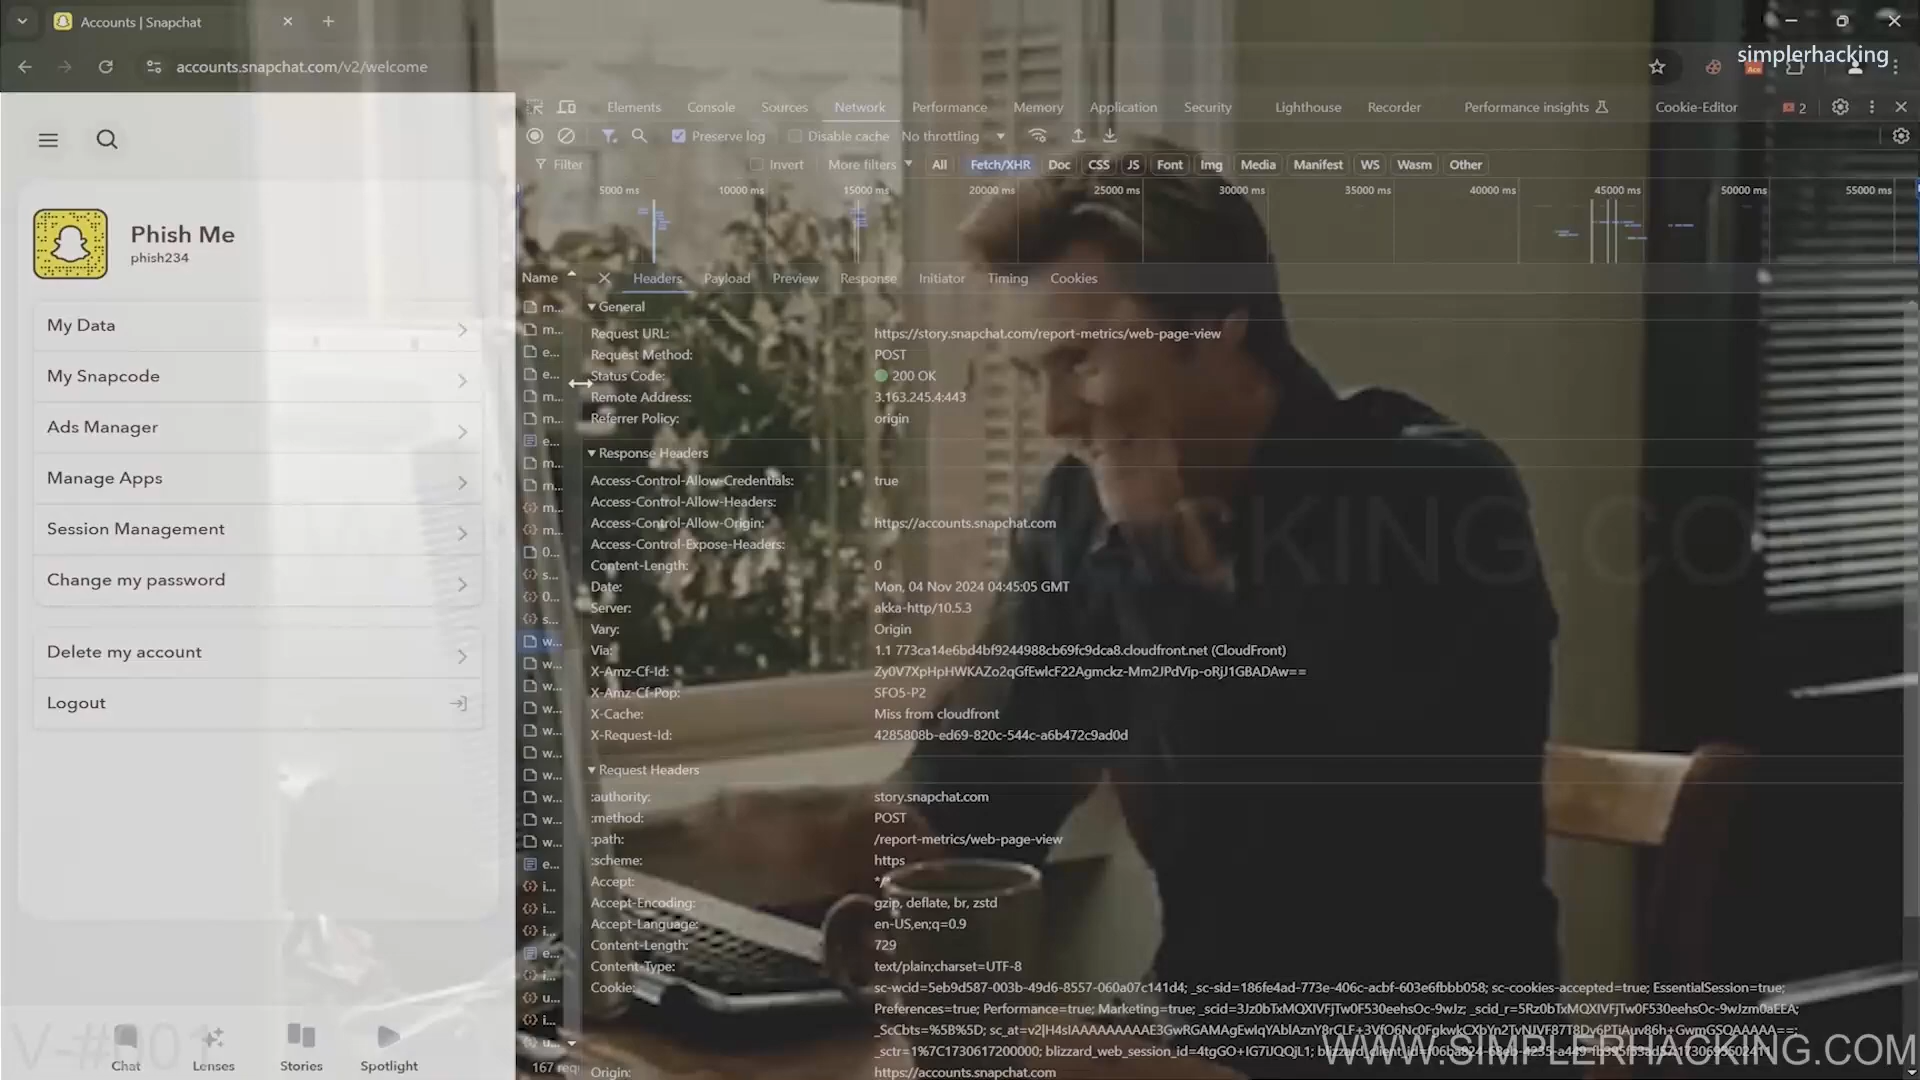 Accounts | Snapchat
accounts.snapchat.com/v2/welcome
simplerhacking
Elements Console Sources Network Performance Memory Application Security Lighthouse Recorder Performance insights Cookie-Editor 2
Preserve log Disable cache No throttling
Filter Invert More filters All Fetch/XHR Doc CSS JS Font Img Media Manifest WS Wasm Other
5000 ms 10000 ms 15000 ms 20000 ms 25000 ms 30000 ms 35000 ms 40000 ms 45000 ms 50000 ms 55000 ms
Phish Me
phish234
My Data
My Snapcode
Ads Manager
Manage Apps
Session Management
Change my password
Delete my account
Logout
Chat Lenses Stories Spotlight
Name Headers Payload Preview Response Initiator Timing Cookies
General
Request URL: https://story.snapchat.com/report-metrics/web-page-view
Request Method: POST
Status Code: 200 OK
Remote Address: 3.163.245.4:443
Referrer Policy: origin
Response Headers
Access-Control-Allow-Credentials: true
Access-Control-Allow-Headers:
Access-Control-Allow-Origin: https://accounts.snapchat.com
Access-Control-Expose-Headers:
Content-Length: 0
Date: Mon, 04 Nov 2024 04:45:05 GMT
Server: akka-http/10.5.3
Vary: Origin
Via: 1.1 773ca14e6bd4bf9244988cb69fc9dca8.cloudfront.net (CloudFront)
X-Amz-Cf-Id: Zy0V7XpHpHWKAZo2qGfEwlcF22Agmckz-Mm2JPdVip-oRjJ1GBADAw==
X-Amz-Cf-Pop: SFO5-P2
X-Cache: Miss from cloudfront
X-Request-Id: 4285808b-ed69-820c-544c-a6b472c9ad0d
Request Headers
:authority: story.snapchat.com
:method: POST
:path: /report-metrics/web-page-view
:scheme: https
Accept: */*
Accept-Encoding: gzip, deflate, br, zstd
Accept-Language: en-US,en;q=0.9
Content-Length: 729
Content-Type: text/plain;charset=UTF-8
Cookie: sc-wcid=5eb9d587-003b-49d6-8557-060a07c141d4; _sc-sid=186fe4ad-773e-406c-acbf-603e6fbbb058; sc-cookies-accepted=true; EssentialSession=true;
Preferences=true; Performance=true; Marketing=true;
_sctr=1%7C1730617200000;
Origin: https://accounts.snapchat.com
WWW.SIMPLERHACKING.COM